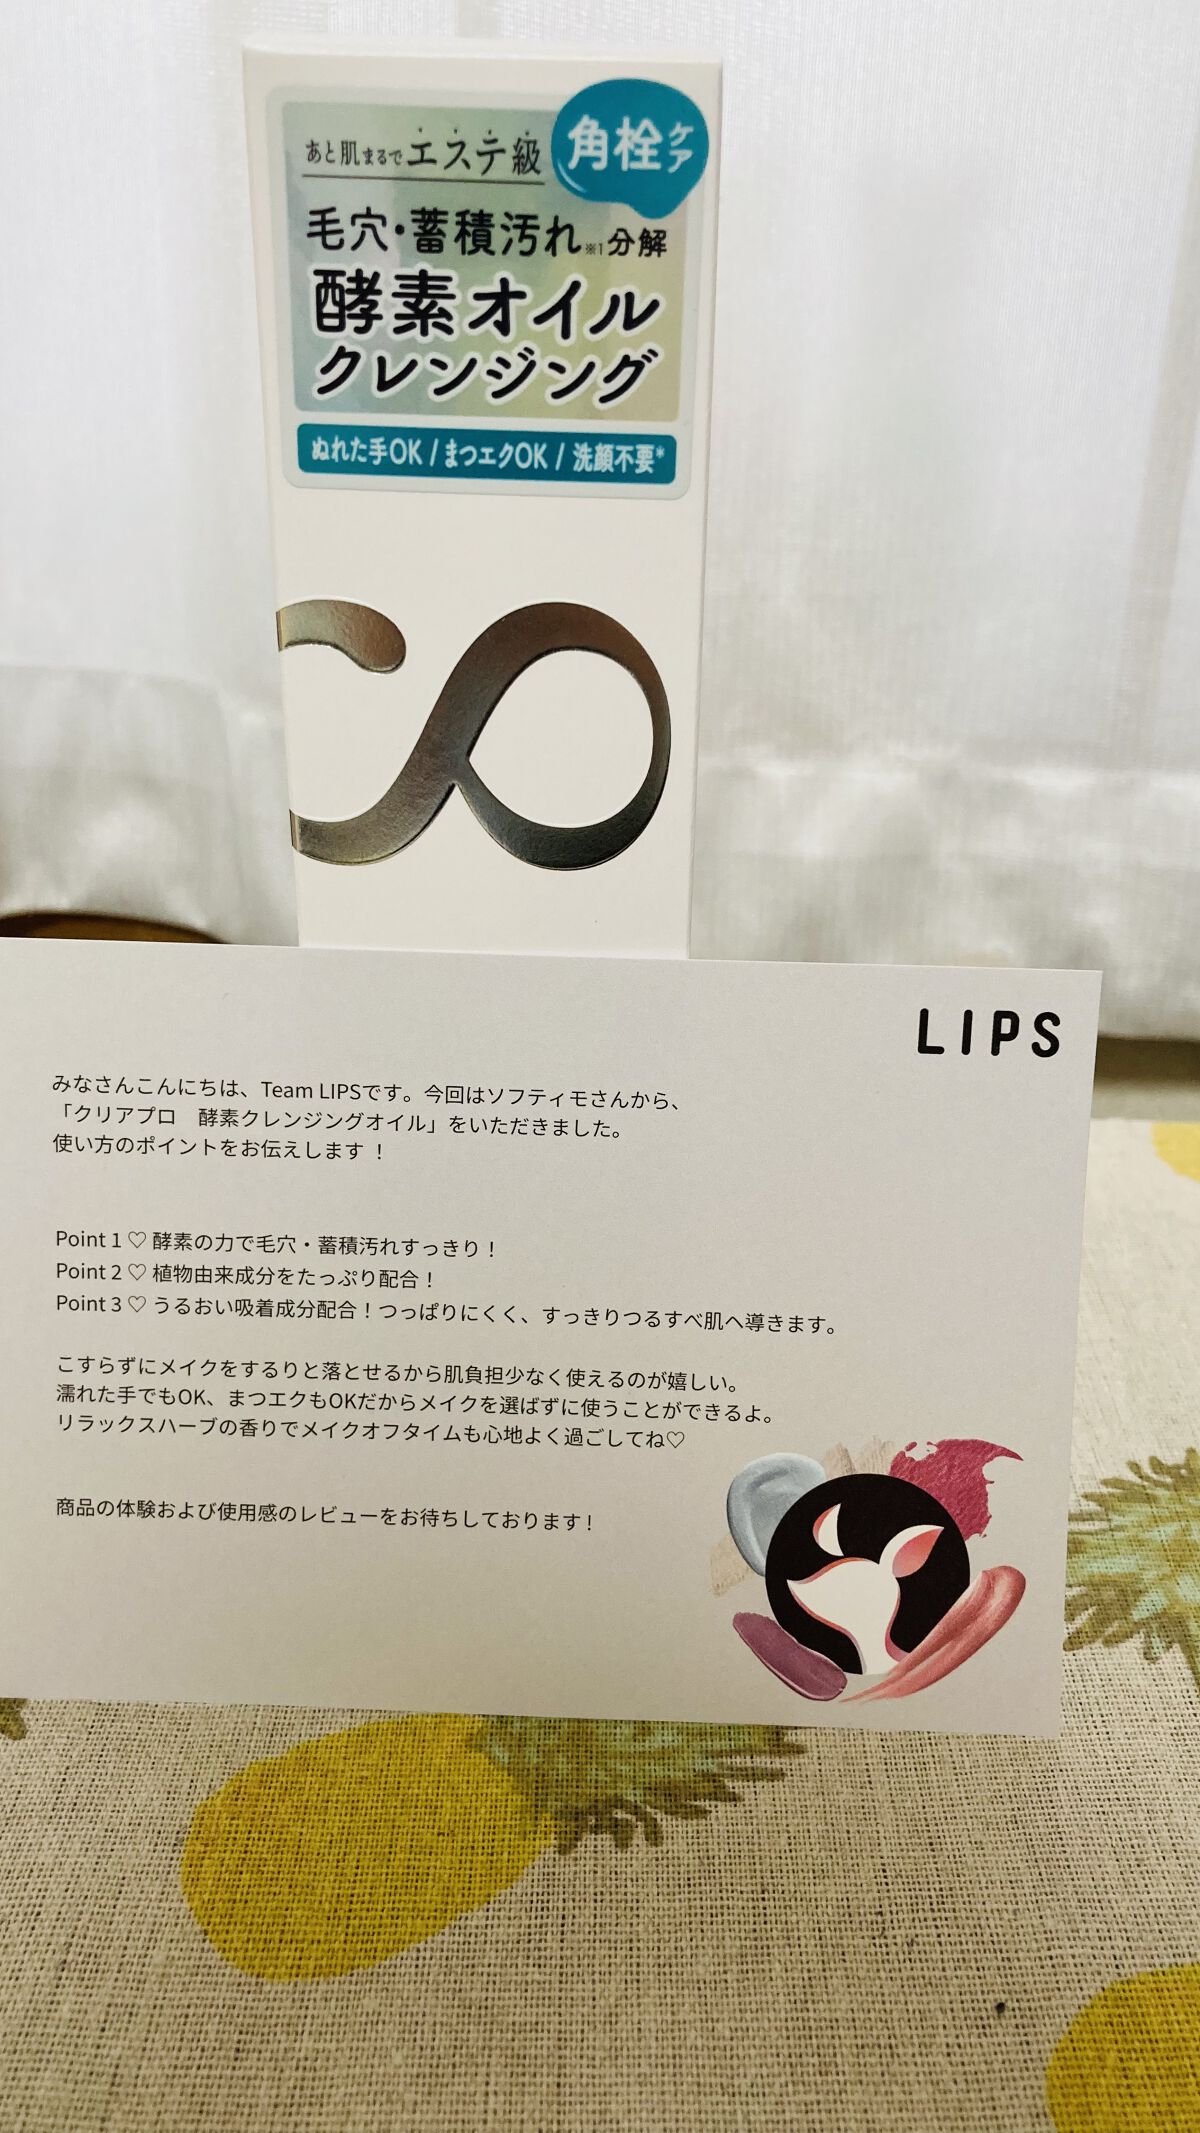 あと肌まるでエステ級
角栓ケア
毛穴・蓄積汚れ※1分解
酵素オイル
クレンジング
ぬれた手OK / まつエクOK / 洗顔不要*
LIPS
みなさんこんにちは、Team LIPSです。今回はソフティモさんから、
「クリアプロ　酵素クレンジングオイル」をいただきました。
使い方のポイントをお伝えします ！
Point 1 ♡ 酵素の力で毛穴・蓄積汚れすっきり！
Point 2 ♡ 植物由来成分をたっぷり配合！
Point 3 ♡ うるおい吸着成分配合！つっぱりにくく、すっきりつるすべ肌へ導きます。
こすらずにメイクをするりと落とせるから肌負担少なく使えるのが嬉しい。
濡れた手でもOK、まつエクもOKだからメイクを選ばずに使うことができるよ。
リラックスハーブの香りでメイクオフタイムも心地よく過ごしてね♡
商品の体験および使用感のレビューをお待ちしております！